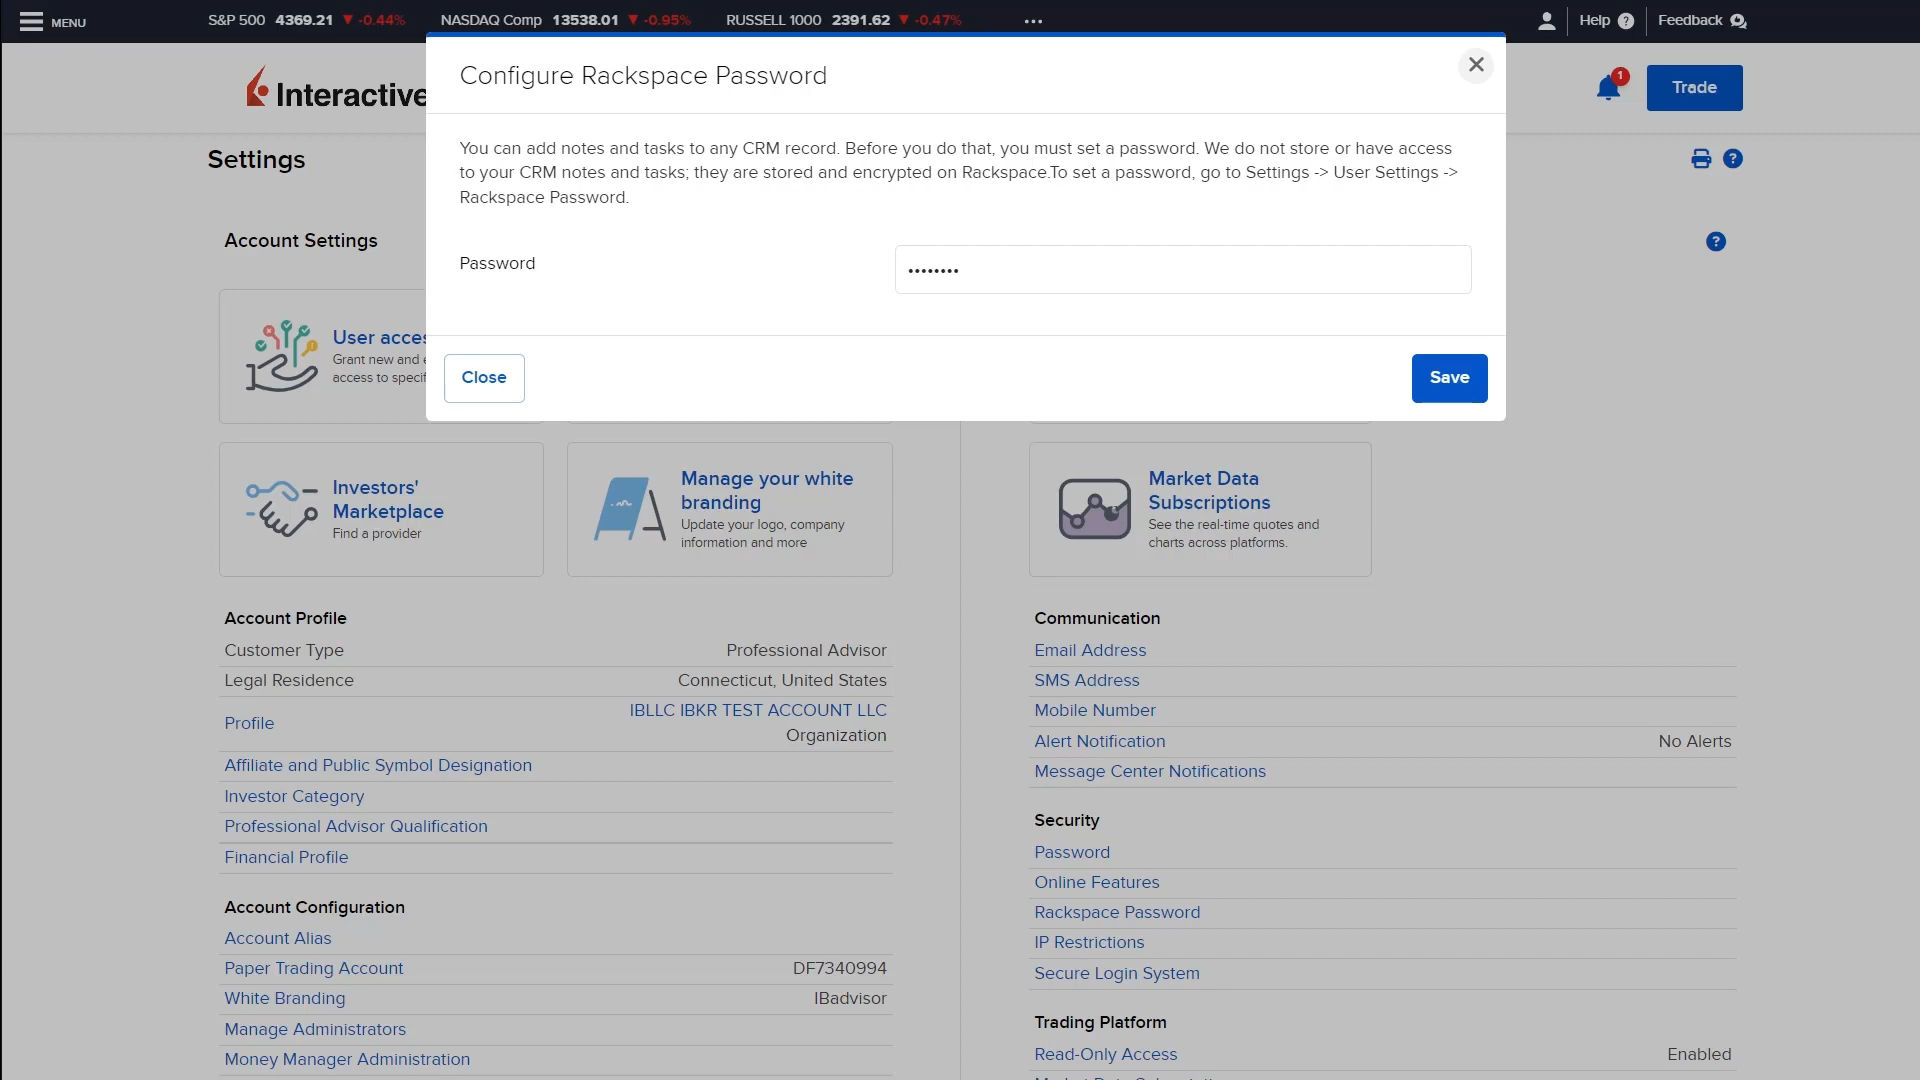 MENU
S&P 500 4369.21 ▼ -0.44%
NASDAQ Comp 13538.01 ▼ -0.95%
RUSSELL 1000 2391.62 ▼ -0.47%
...
Help ?
Feedback
Interactive
1
Trade
Configure Rackspace Password
You can add notes and tasks to any CRM record. Before you do that, you must set a password. We do not store or have access
to your CRM notes and tasks; they are stored and encrypted on Rackspace.To set a password, go to Settings -> User Settings ->
Rackspace Password.
Password
••••••••
Close
Save
Settings
?
Account Settings
?
User acces
Grant new and
access to specif
Investors'
Marketplace
Find a provider
Manage your white
branding
Update your logo, company
information and more
Market Data
Subscriptions
See the real-time quotes and
charts across platforms.
Account Profile
Customer Type Professional Advisor
Legal Residence Connecticut, United States
Profile IBLLC IBKR TEST ACCOUNT LLC
Organization
Affiliate and Public Symbol Designation
Investor Category
Professional Advisor Qualification
Financial Profile
Account Configuration
Account Alias
Paper Trading Account DF7340994
White Branding IBadvisor
Manage Administrators
Money Manager Administration
Communication
Email Address
SMS Address
Mobile Number
Alert Notification No Alerts
Message Center Notifications
Security
Password
Online Features
Rackspace Password
IP Restrictions
Secure Login System
Trading Platform
Read-Only Access Enabled